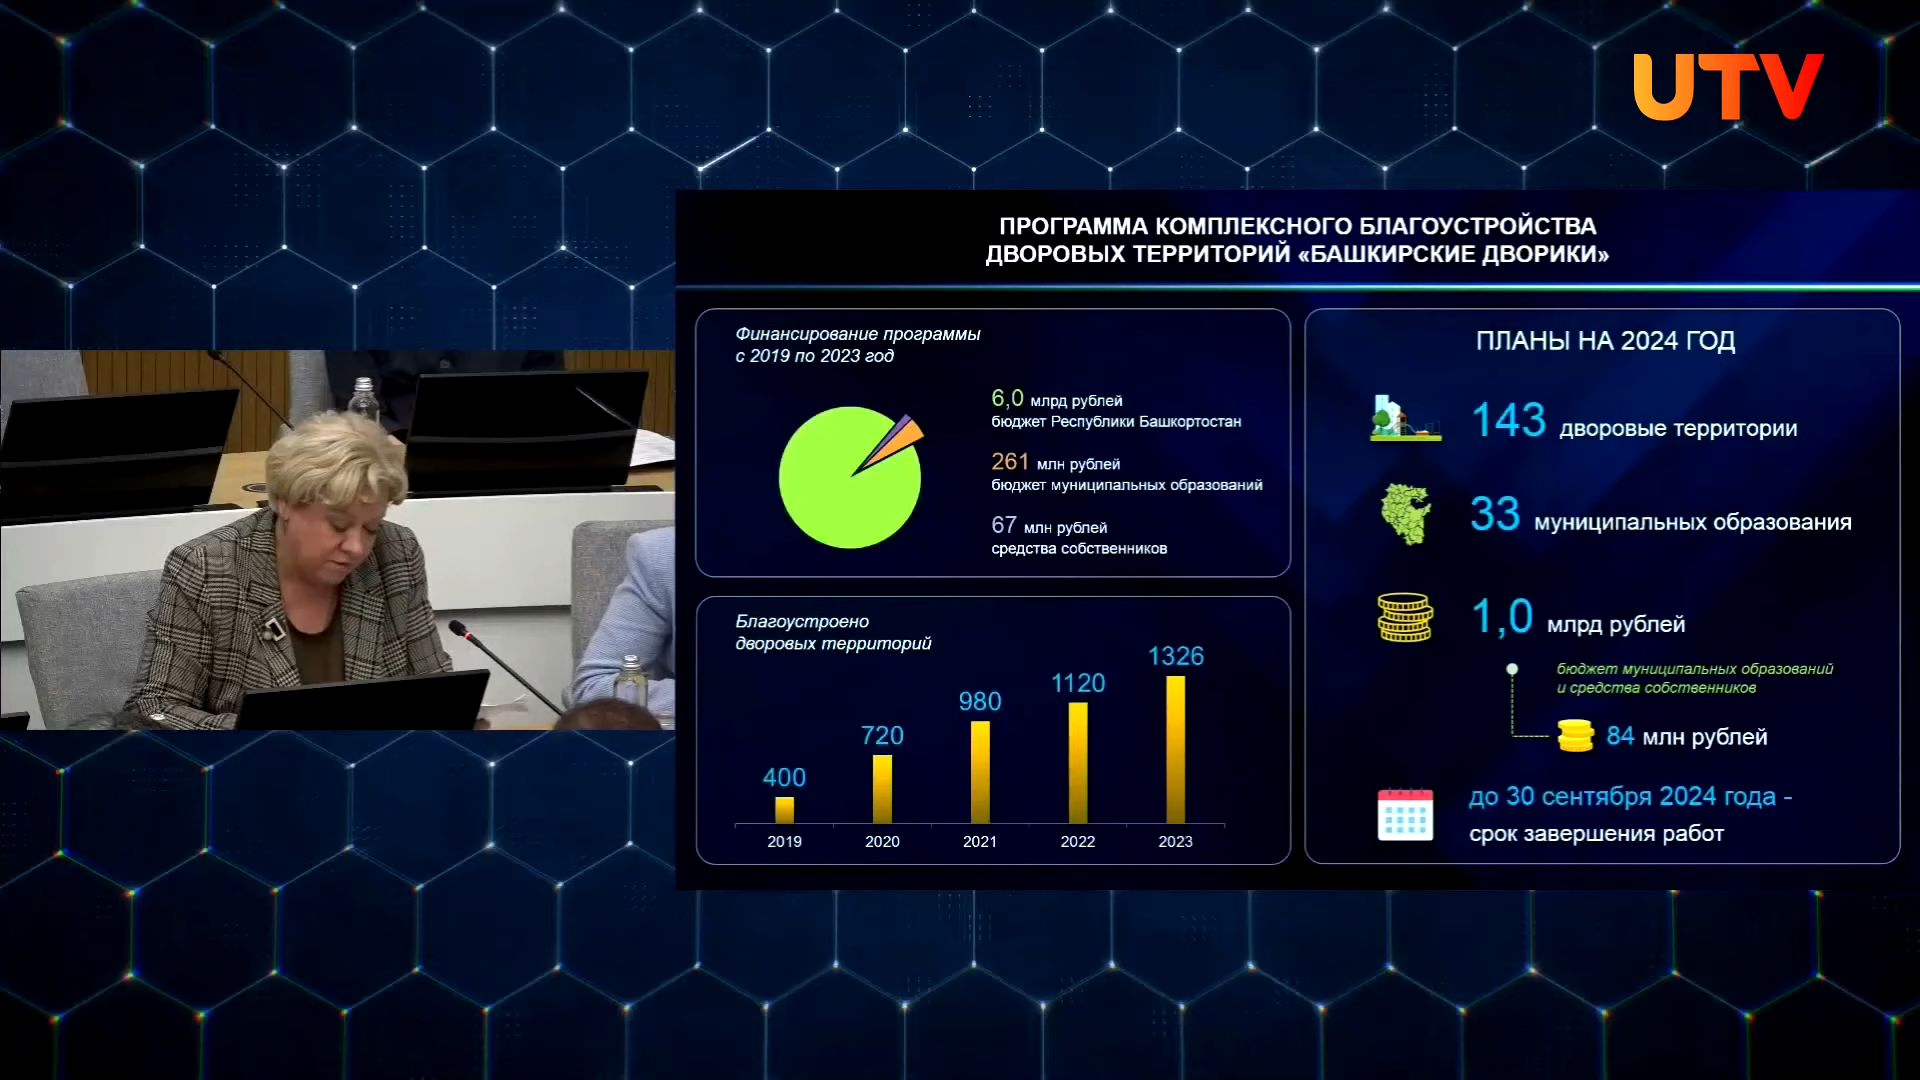 UTV
ПРОГРАММА КОМПЛЕКСНОГО БЛАГОУСТРОЙСТВА
ДВОРОВЫХ ТЕРРИТОРИЙ «БАШКИРСКИЕ ДВОРИКИ»
Финансирование программы
с 2019 по 2023 год
6,0 млрд рублей
бюджет Республики Башкортостан
261 млн рублей
бюджет муниципальных образований
67 млн рублей
средства собственников
Благоустроено
дворовых территорий
400
720
980
1120
1326
2019
2020
2021
2022
2023
ПЛАНЫ НА 2024 ГОД
143 дворовые территории
33 муниципальных образования
1,0 млрд рублей
бюджет муниципальных образований
и средства собственников
84 млн рублей
до 30 сентября 2024 года -
срок завершения работ